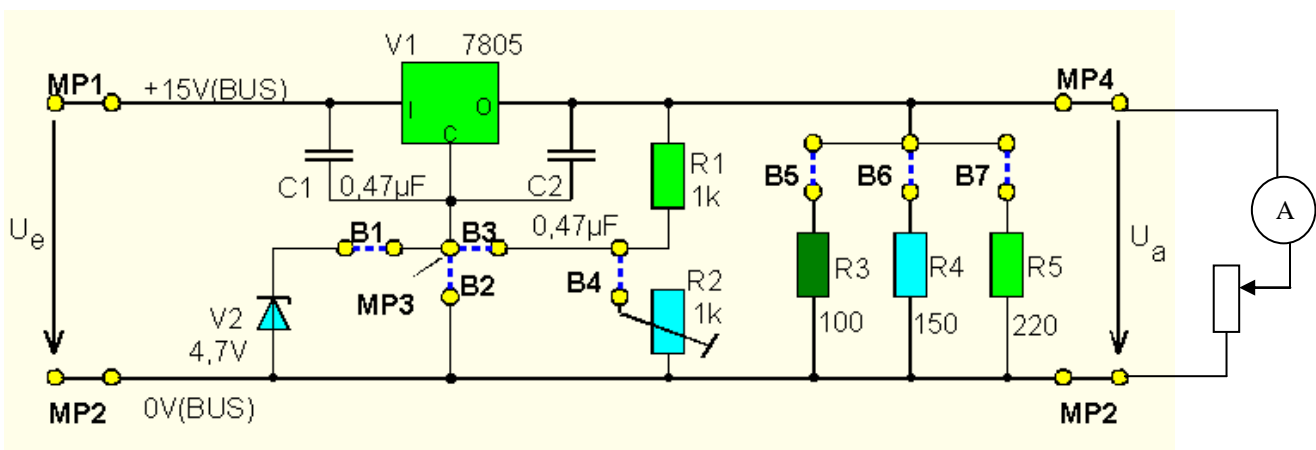 V1 7805
MP1 +15V(BUS) MP4
I O
C
C1 0,47µF C2 R1
1k
0,47µF
B5 B6 B7
A
Ue B1 B3 Ua
B2 B4 R2
1k
MP3
V2
4,7V
R3 R4 R5
100 150 220
MP2 0V(BUS) MP2